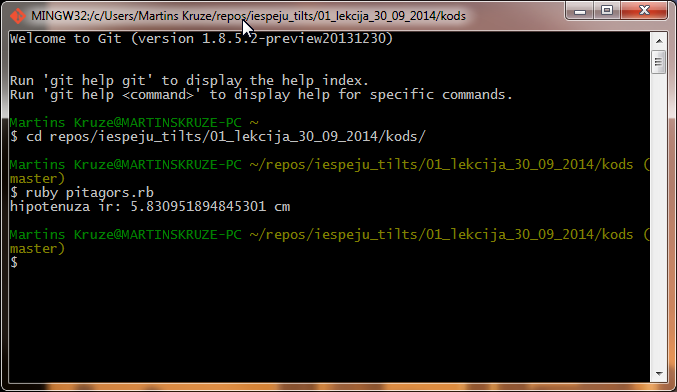 MINGW32:/c/Users/Martins Kruze/repos/iespeju_tilts/01_lekcija_30_09_2014/kods
Welcome to Git (version 1.8.5.2-preview20131230)
Run 'git help git' to display the help index.
Run 'git help <command>' to display help for specific commands.
Martins Kruze@MARTINSKRUZE-PC ~
$ cd repos/iespeju_tilts/01_lekcija_30_09_2014/kods/
Martins Kruze@MARTINSKRUZE-PC ~/repos/iespeju_tilts/01_lekcija_30_09_2014/kods (
master)
$ ruby pitagors.rb
hipotenuza ir: 5.830951894845301 cm
Martins Kruze@MARTINSKRUZE-PC ~/repos/iespeju_tilts/01_lekcija_30_09_2014/kods (
master)
$